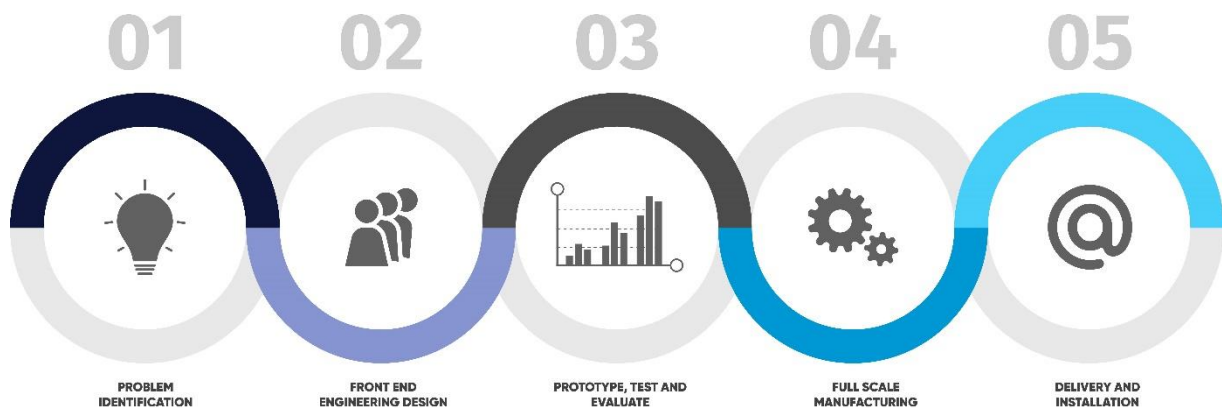 01
02
03
04
05
PROBLEM
IDENTIFICATION
FRONT END
ENGINEERING DESIGN
PROTOTYPE, TEST AND
EVALUATE
FULL SCALE
MANUFACTURING
DELIVERY AND
INSTALLATION